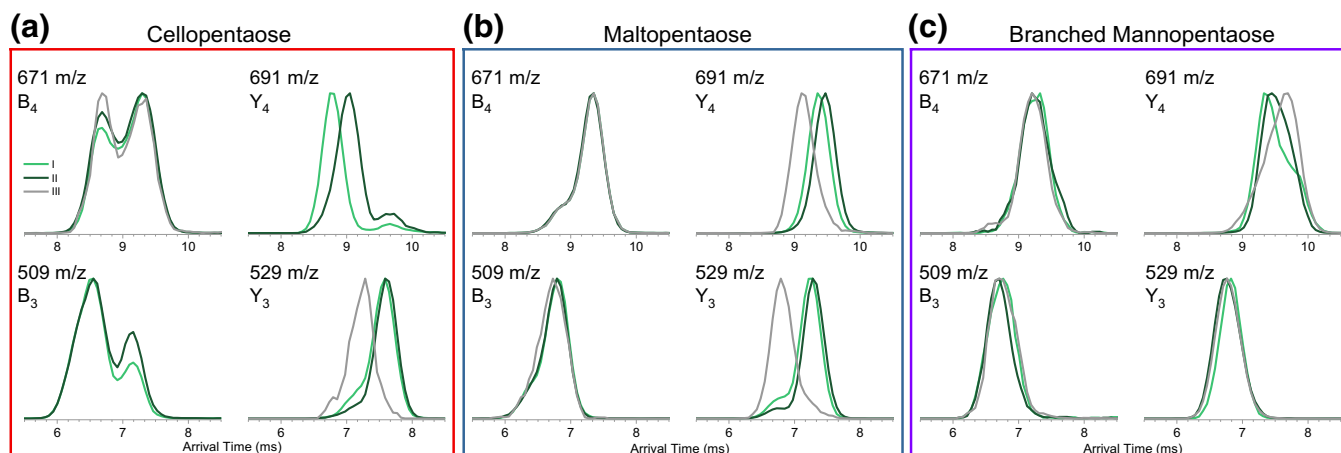 (a) Cellopentaose
671 m/z
B4
I
II
III
8 9 10
691 m/z
Y4
8 9 10
509 m/z
B3
6 7 8
529 m/z
Y3
6 7 8
Arrival Time (ms)
(b) Maltopentaose
671 m/z
B4
8 9 10
691 m/z
Y4
8 9 10
509 m/z
B3
6 7 8
529 m/z
Y3
6 7 8
Arrival Time (ms)
(c) Branched Mannopentaose
671 m/z
B4
8 9 10
691 m/z
Y4
8 9 10
509 m/z
B3
6 7 8
529 m/z
Y3
6 7 8
Arrival Time (ms)